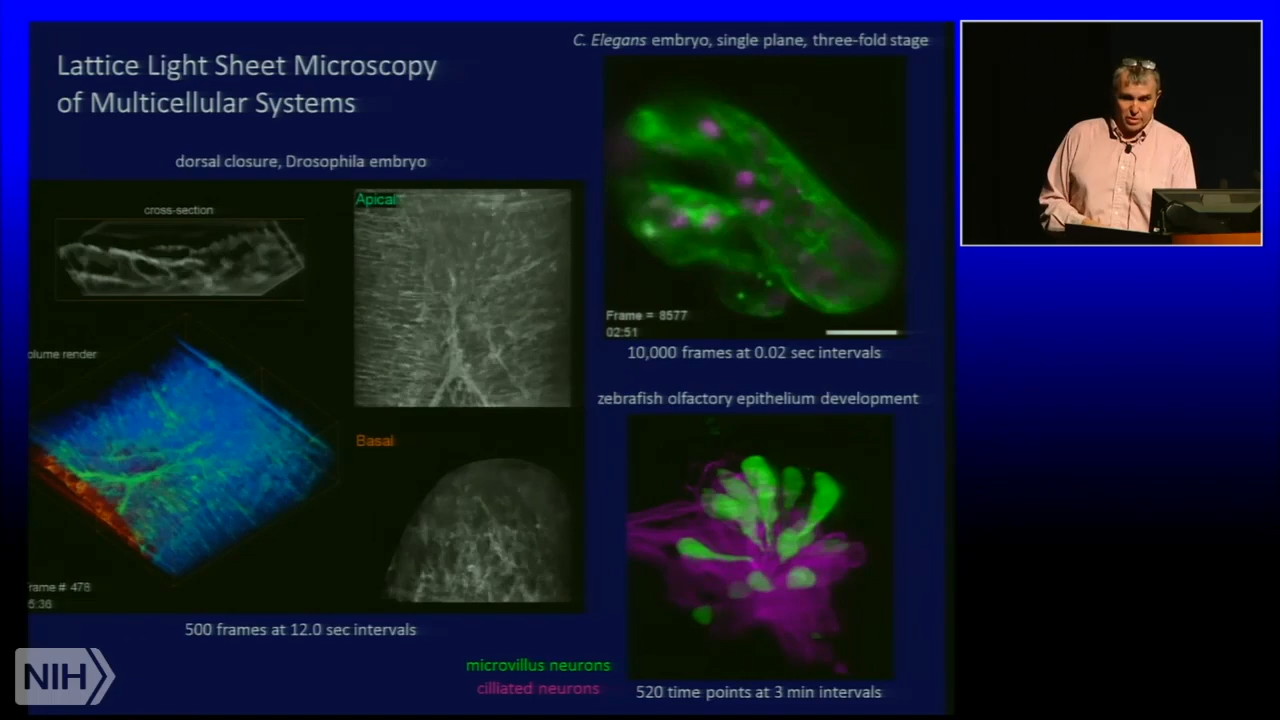 Lattice Light Sheet Microscopy
of Multicellular Systems
dorsal closure, Drosophila embryo
cross-section
Apical
olume render
Basal
rame # 478
5:36
500 frames at 12.0 sec intervals
C. Elegans embryo, single plane, three-fold stage
Frame = 8577
02:51
10,000 frames at 0.02 sec intervals
zebrafish olfactory epithelium development
microvillus neurons
cilliated neurons
520 time points at 3 min intervals
NIH